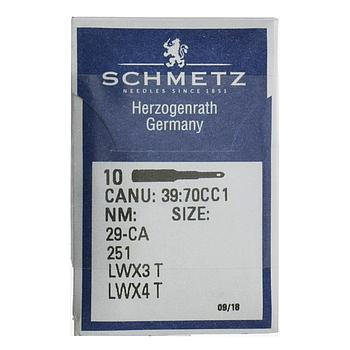 SCHMETZ
NEEDLES SINCE 1851
Herzogenrath
Germany
10
CANU: 39:70CC1
NM: SIZE:
29-CA
251
LWX3 T
LWX4 T
09/18